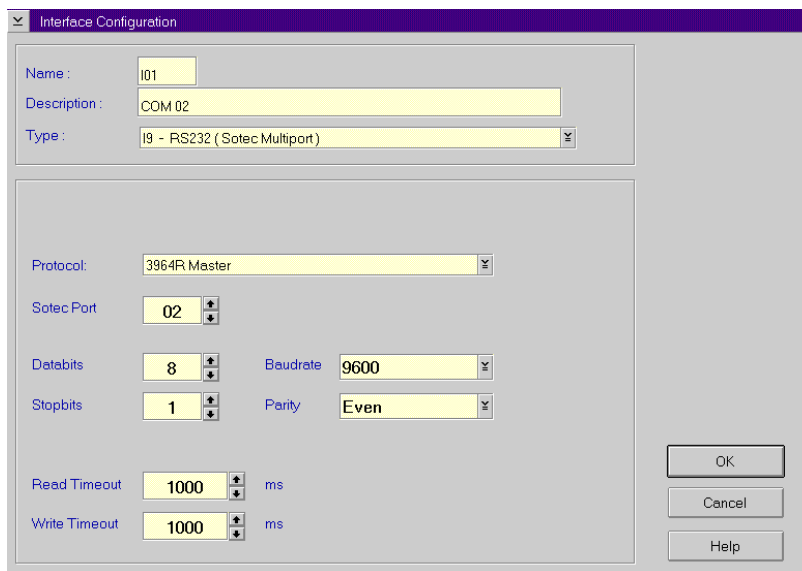 Interface Configuration
Name : I01
Description : COM 02
Type : I9 - RS232 ( Sotec Multiport )
Protocol: 3964R Master
Sotec Port 02
Databits 8 Baudrate 9600
Stopbits 1 Parity Even
Read Timeout 1000 ms
Write Timeout 1000 ms
OK
Cancel
Help